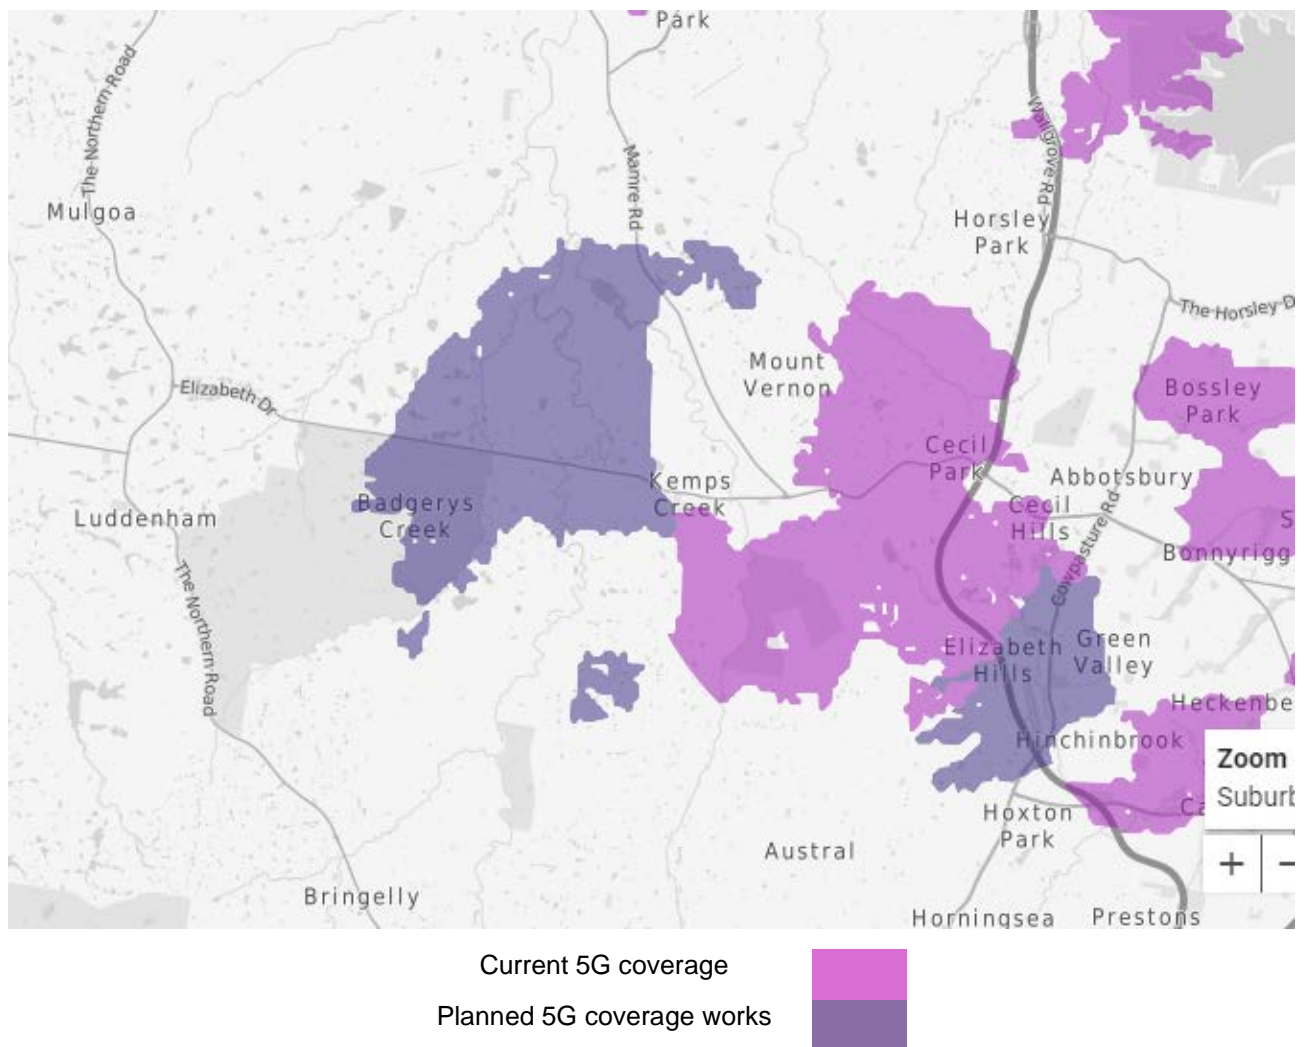 Park
The Northern Road
Mamre Rd
Wallgrove Rd
Mulgoa
Horsley
Park
The Horsley D
Mount
Vernon
Elizabeth Dr
Bossley
Park
Cecil
Park
Kemps
Creek
Abbotsbury
Badgerys
Creek
Cecil
Hills
Luddenham
S
Cowpasture Rd
Bonnyrigg
The Northern Road
Elizabeth
Hills
Green
Valley
Heckenbe
Hinchinbrook
Zoom
Suburb
Ca
Hoxton
Park
Austral
+
−
Bringelly
Horningsea
Prestons
Current 5G coverage
Planned 5G coverage works